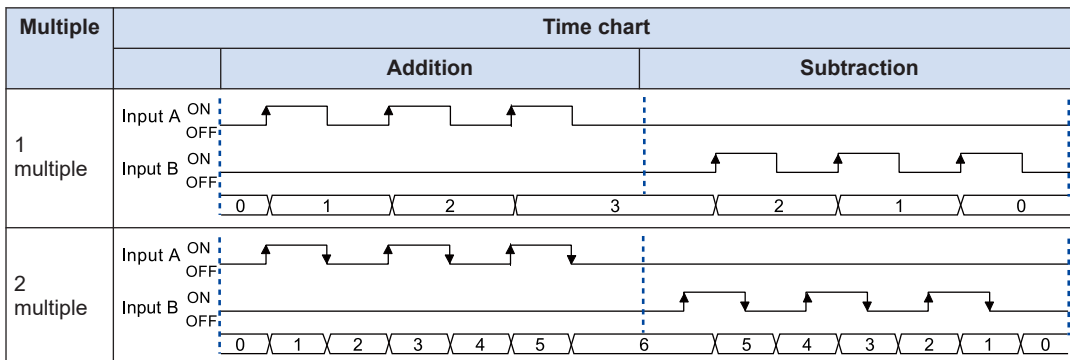 Multiple Time chart
Addition Subtraction
1 multiple
Input A ON
OFF
Input B ON
OFF
0 1 2 3 2 1 0
2 multiple
Input A ON
OFF
Input B ON
OFF
0 1 2 3 4 5 6 5 4 3 2 1 0